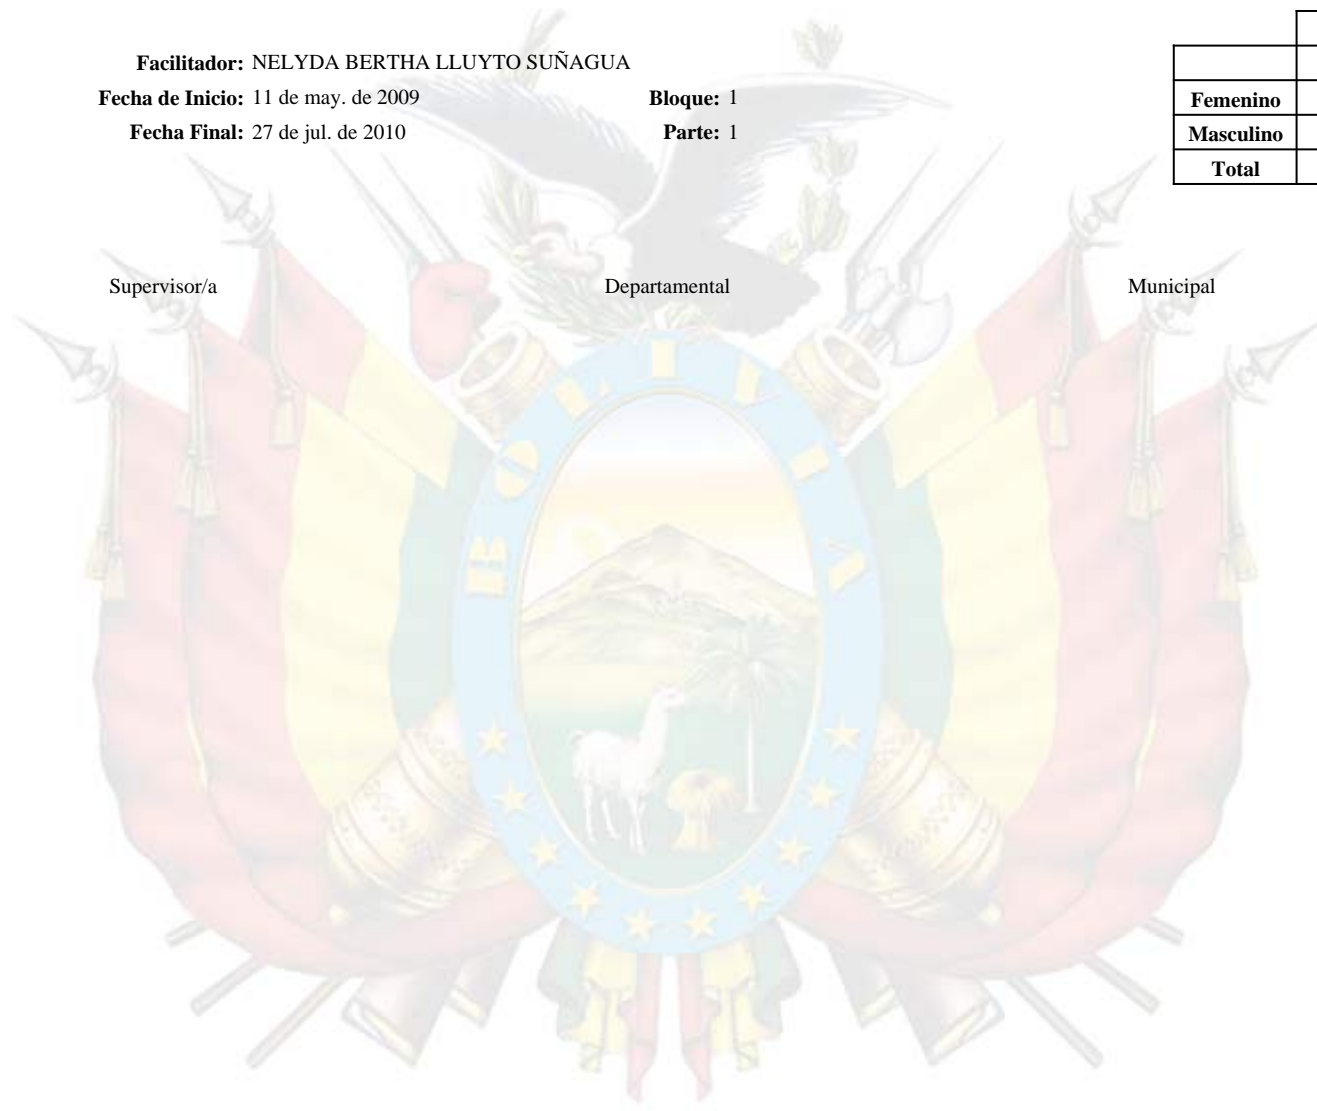 Facilitador: NELYDA BERTHA LLUYTO SUÑAGUA
Fecha de Inicio: 11 de may. de 2009 Bloque: 1
Fecha Final: 27 de jul. de 2010 Parte: 1
Femenino
Masculino
Total
Supervisor/a Departamental Municipal
BOLIVIA